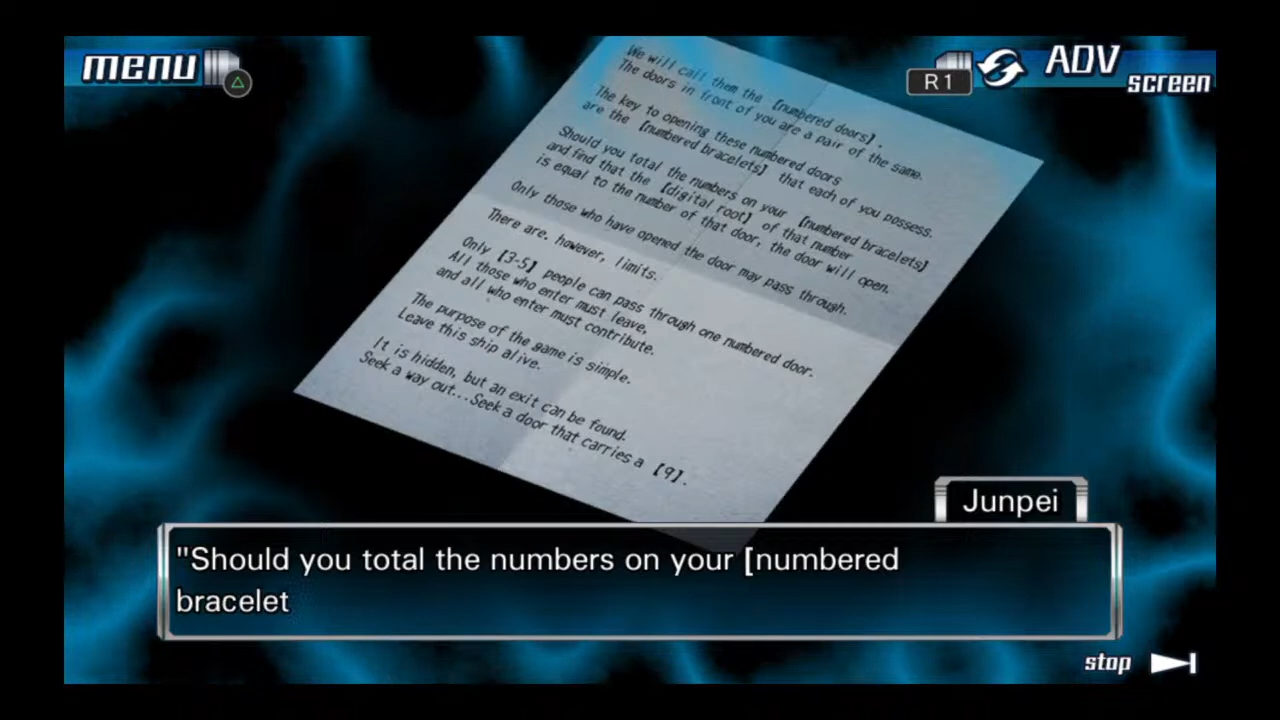 menu
R1
ADV
screen
We will call them the [numbered doors].
The doors in front of you are a pair of the same.
The key to opening these numbered doors
are the [numbered bracelets] that each of you possess.
Should you total the numbers on your [numbered bracelets]
and find that the [digital root] of that number
is equal to the number of that door, the door will open.
Only those who have opened the door may pass through.
There are, however, limits.
Only [3-5] people can pass through one numbered door.
All those who enter must leave,
and all who enter must contribute.
The purpose of the game is simple.
Leave this ship alive.
It is hidden, but an exit can be found.
Seek a way out...Seek a door that carries a [9].
Junpei
"Should you total the numbers on your [numbered
bracelet
stop